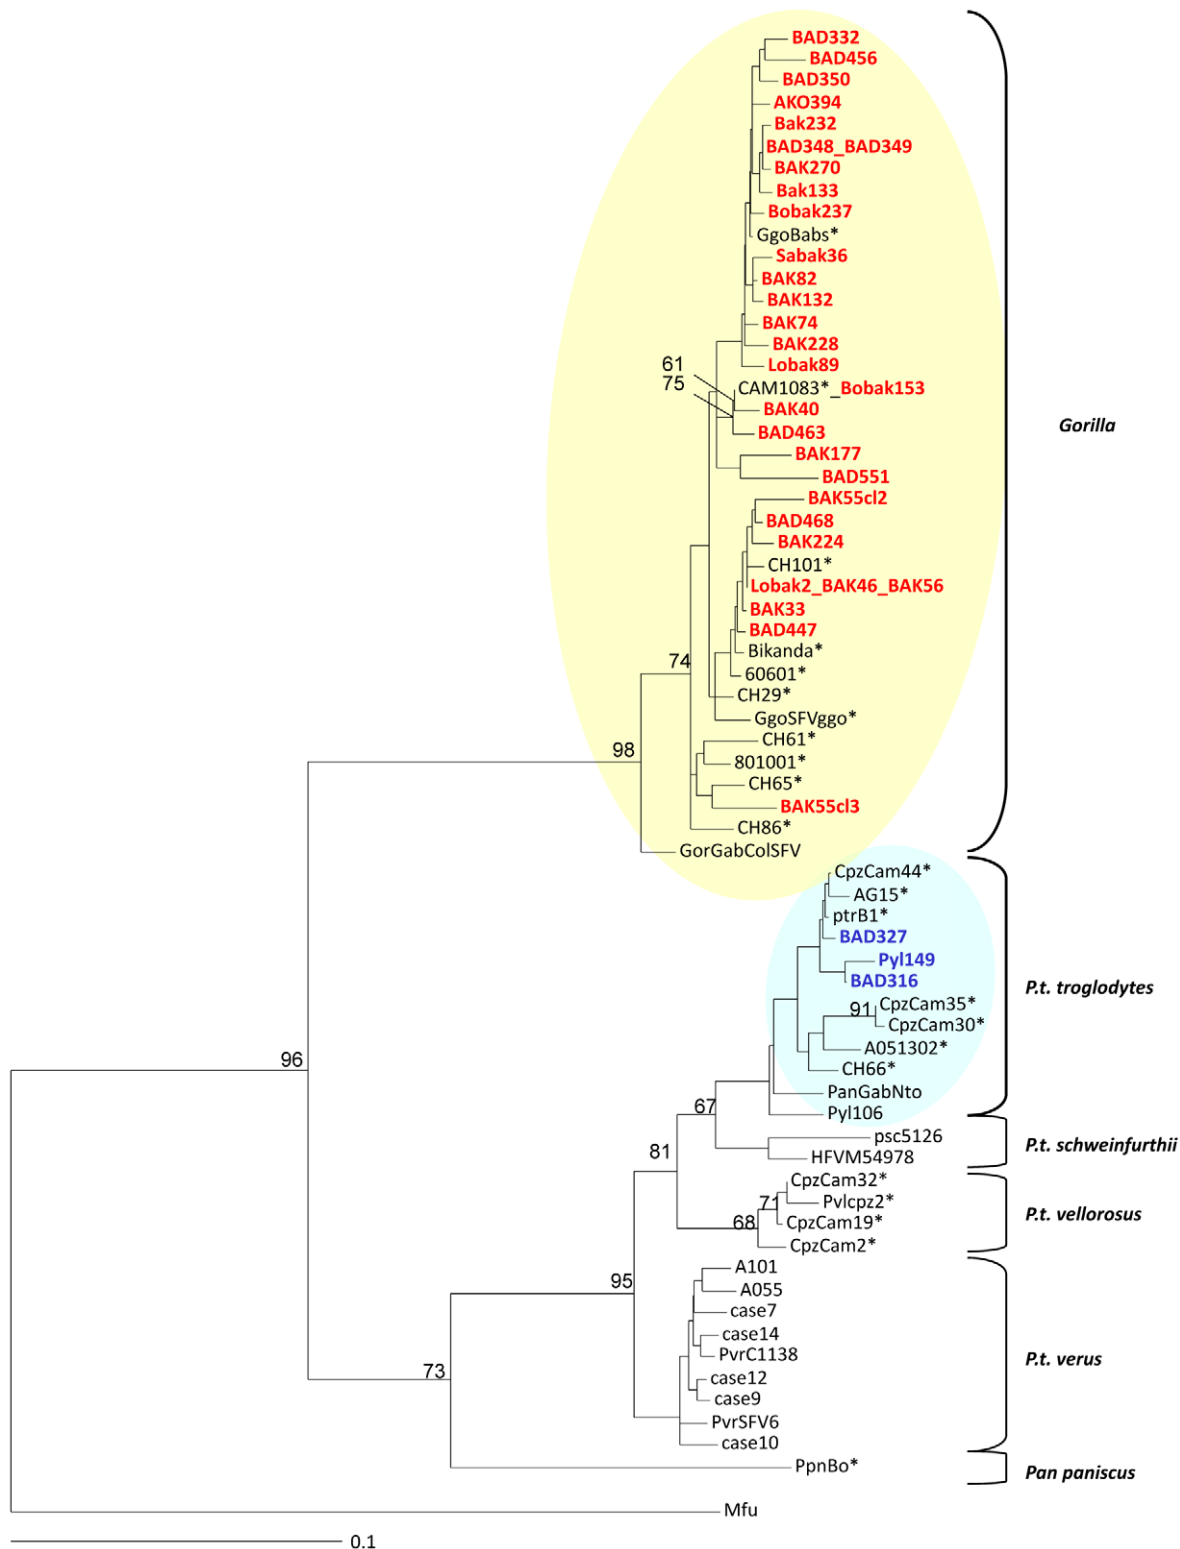 BAD332
BAD456
BAD350
AKO394
Bak232
BAD348_BAD349
BAK270
Bak133
Bobak237
GgoBabs*
Sabak36
BAK82
BAK132
BAK74
BAK228
Lobak89
61
75
CAM1083*_Bobak153
BAK40
BAD463
Gorilla
BAK177
BAD551
BAK55cl2
BAD468
BAK224
CH101*
Lobak2_BAK46_BAK56
BAK33
BAD447
Bikanda*
74
60601*
CH29*
GgoSFVggo*
CH61*
98
801001*
CH65*
BAK55cl3
CH86*
GorGabColSFV
CpzCam44*
AG15*
ptrB1*
BAD327
Pyl149
BAD316
P.t. troglodytes
CpzCam35*
91
CpzCam30*
A051302*
96
CH66*
PanGabNto
67
Pyl106
psc5126
P.t. schweinfurthii
81
HFVM54978
CpzCam32*
Pvlcpz2*
71
P.t. vellorosus
68
CpzCam19*
CpzCam2*
A101
95
A055
case7
case14
PvrC1138
P.t. verus
73
case12
case9
PvrSFV6
case10
PpnBo*
Pan paniscus
Mfu
0.1